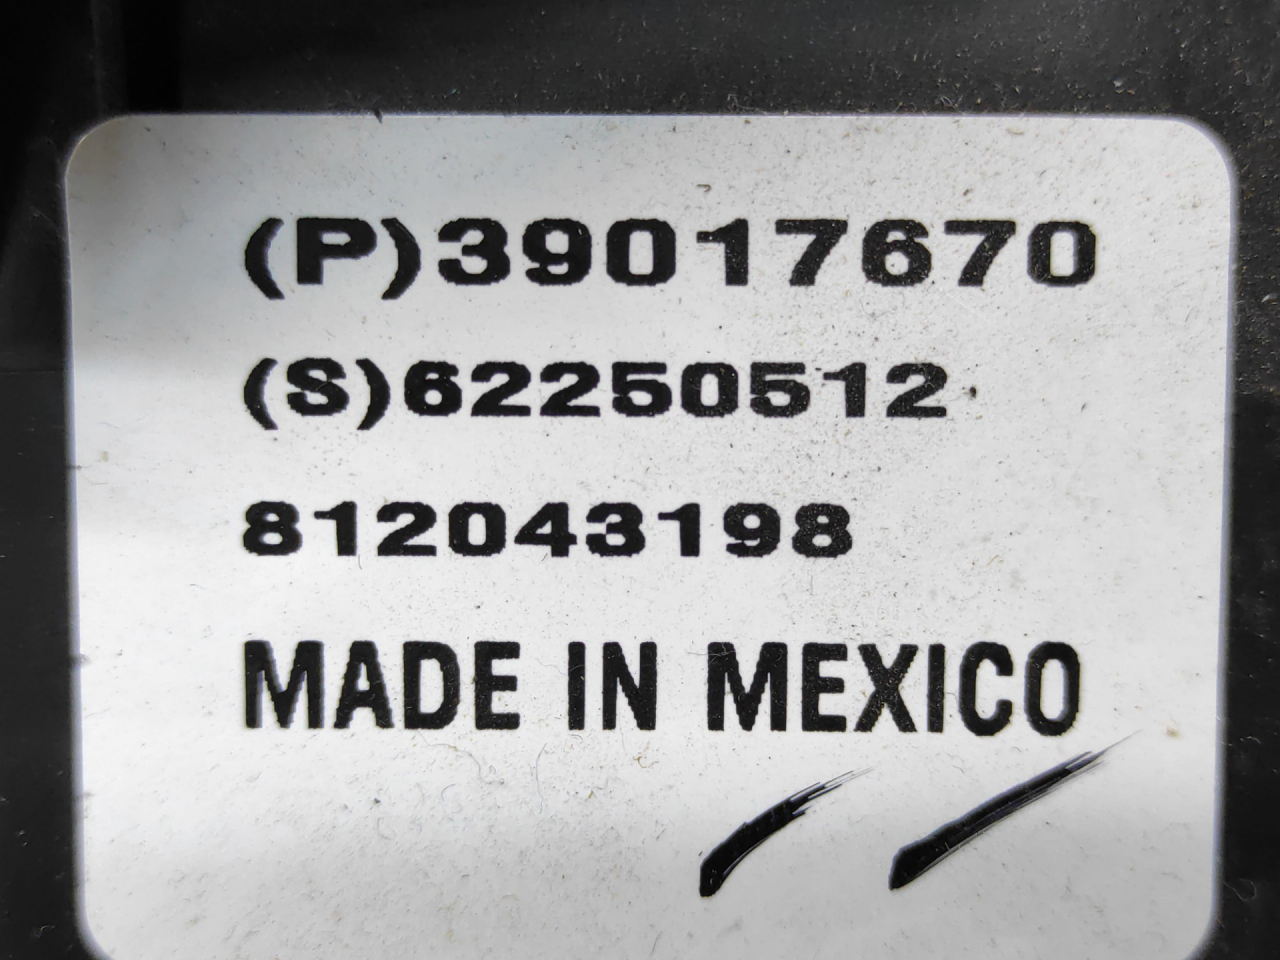 (P)39017670
(S)62250512
812043198
MADE IN MEXICO